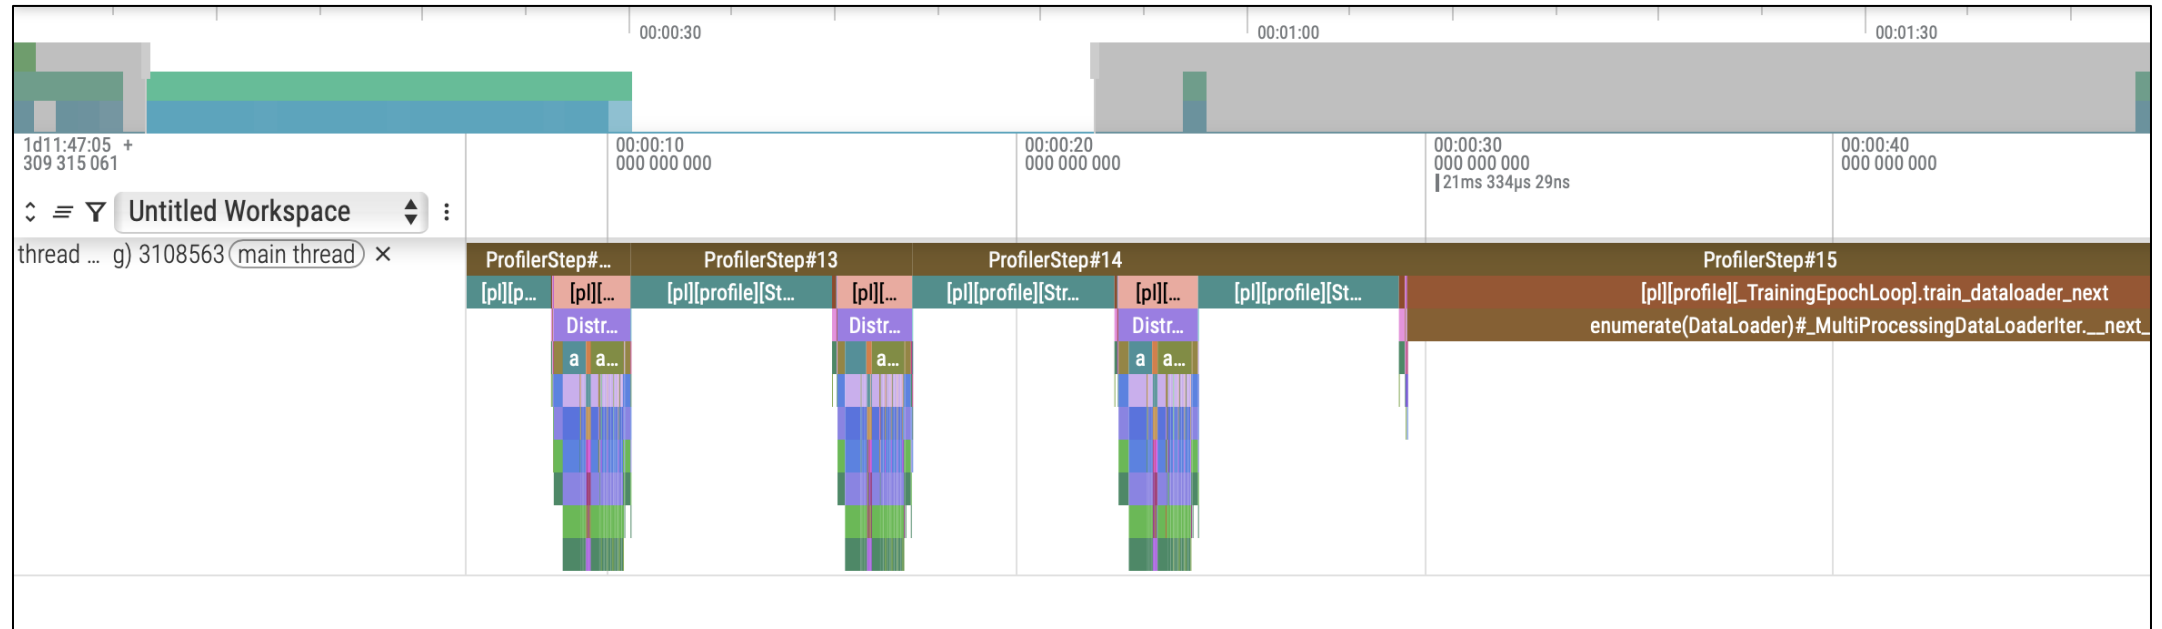 00:00:30 00:01:00 00:01:30
1d11:47:05 + 00:00:10 00:00:20 00:00:30 00:00:40
309 315 061 000 000 000 000 000 000 000 000 000 000 000 000
21ms 334µs 29ns
Untitled Workspace
thread ... g) 3108563 main thread ×
ProfilerStep#... ProfilerStep#13 ProfilerStep#14 ProfilerStep#15
[pl][p... [pl][... [pl][profile][St... [pl][... [pl][profile][Str... [pl][... [pl][profile][St... [pl][profile][_TrainingEpochLoop].train_dataloader_next
Distr... Distr... Distr... enumerate(DataLoader)#_MultiProcessingDataLoaderIter.__next_
a a... a... a a...